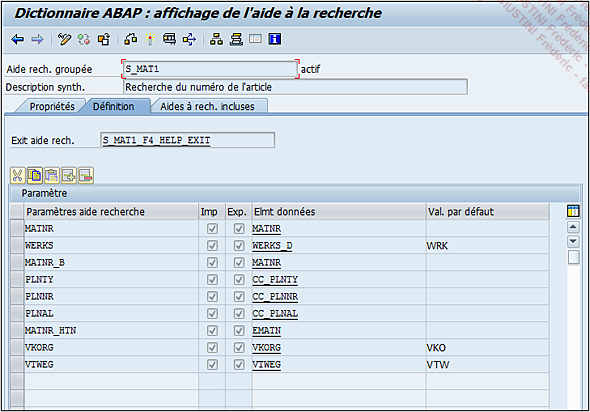 Dictionnaire ABAP : affichage de l'aide à la recherche
Aide rech. groupée S_MAT1 actif
Description synth. Recherche du numéro de l'article
Propriétés Définition Aides à rech. incluses
Exit aide rech. S_MAT1_F4_HELP_EXIT
Paramètre
Paramètres aide recherche Imp Exp. Elmt données Val. par défaut
MATNR MATNR
WERKS WERKS_D WRK
MATNR_B MATNR
PLNTY CC_PLNTY
PLNNR CC_PLNNR
PLNAL CC_PLNAL
MATNR_HTN EMATN
VKORG VKORG VKO
VTWEG VTWEG VTW